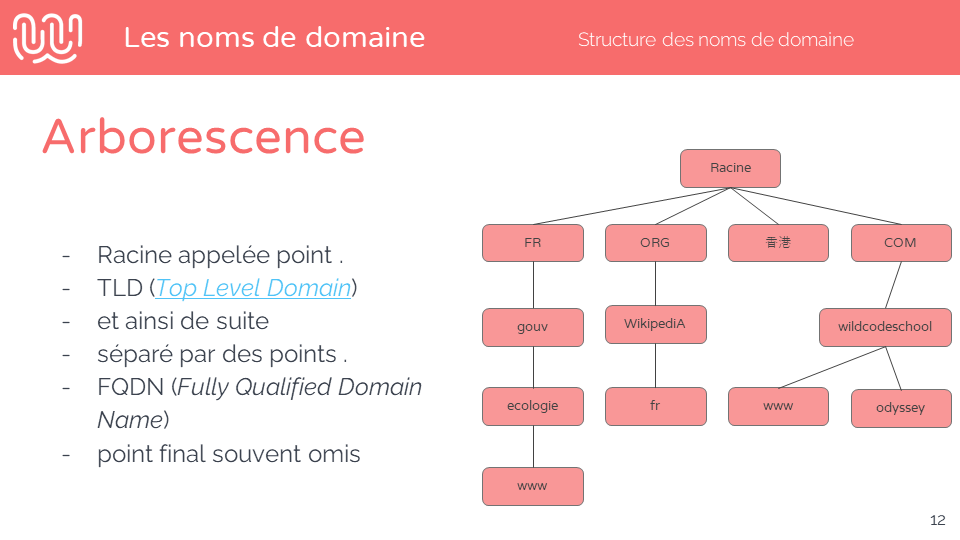 Les noms de domaine
Structure des noms de domaine
Arborescence
- Racine appelée point .
- TLD (Top Level Domain)
- et ainsi de suite
- séparé par des points .
- FQDN (Fully Qualified Domain
Name)
- point final souvent omis
Racine
FR ORG 香港 COM
gouv WikipediA wildcodeschool
ecologie fr www odyssey
www
12